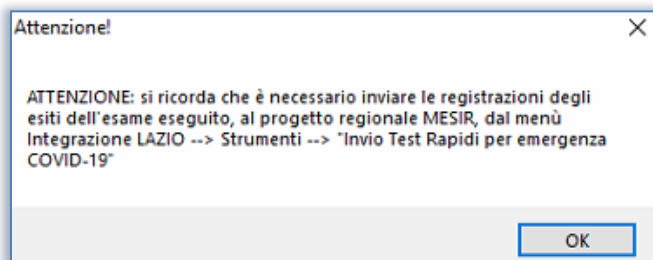 Attenzione!
ATTENZIONE: si ricorda che è necessario inviare le registrazioni degli
esiti dell'esame eseguito, al progetto regionale MESIR, dal menù
Integrazione LAZIO --> Strumenti --> "Invio Test Rapidi per emergenza
COVID-19"
OK